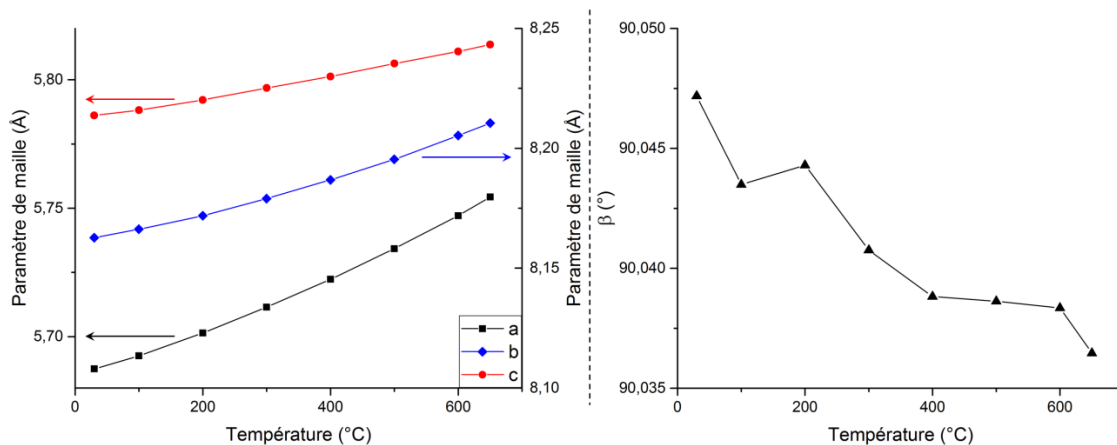 Paramètre de maille (Å)
5,80
5,75
5,70
8,25
8,20
8,15
8,10
Paramètre de maille (Å)
a
b
c
0
200
400
600
Température (°C)
β (°)
90,050
90,045
90,040
90,035
0
200
400
600
Température (°C)